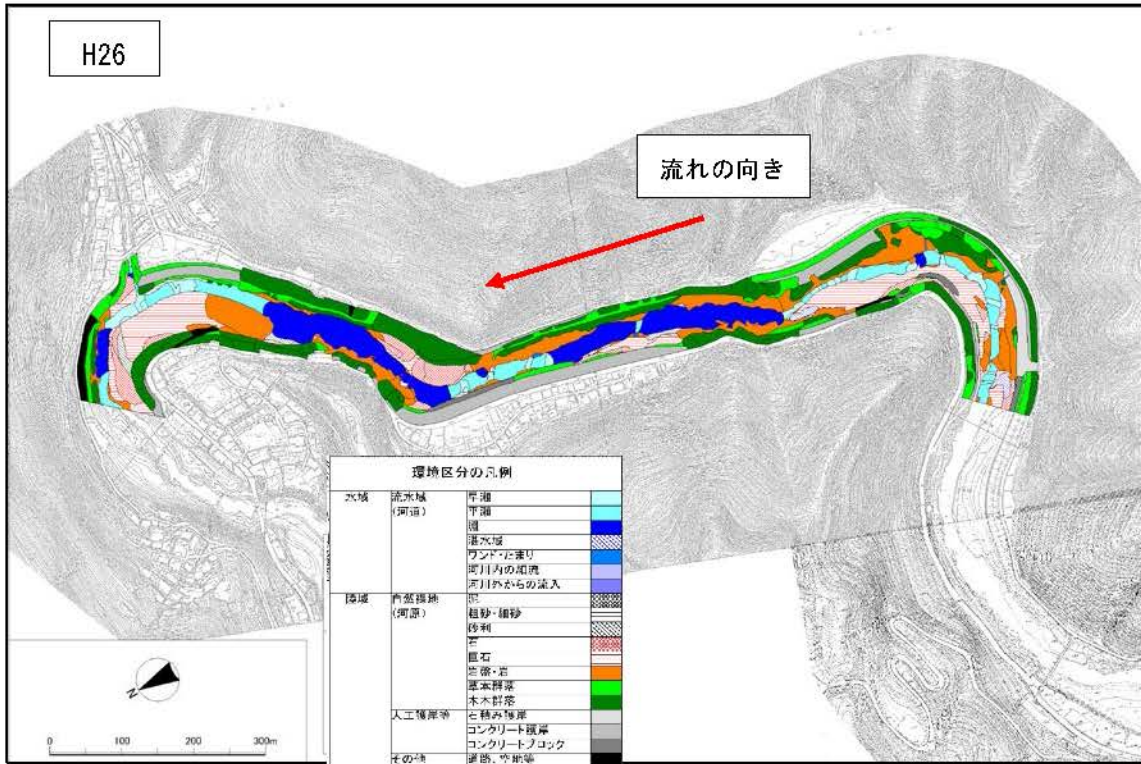 H26
流れの向き
環境区分の凡例
水域 流水域 早瀬
(河道) 平瀬
淵
湛水域
ワンド・たまり
河川内の細流
河川外からの流入
陸域 自然裸地 泥
(河原) 粗砂・細砂
砂利
石
巨石
岩盤・岩
草本群落
木本群落
人工護岸等 石積み護岸
コンクリート護岸
コンクリートブロック
その他 道路、空地等
N
0 100 200 300m